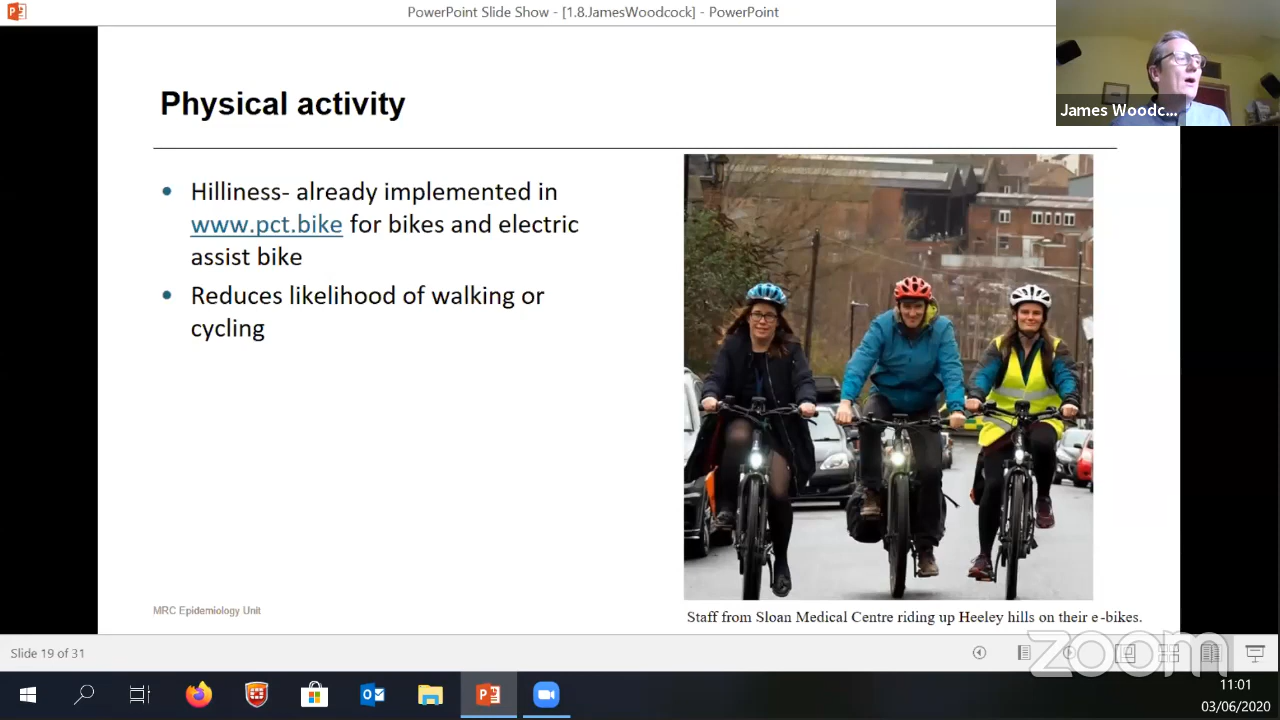 PowerPoint Slide Show - [1.8.JamesWoodcock] - PowerPoint
James Woodc...
Physical activity
• Hilliness- already implemented in
www.pct.bike for bikes and electric
assist bike
• Reduces likelihood of walking or
cycling
MRC Epidemiology Unit
Staff from Sloan Medical Centre riding up Heeley hills on their e-bikes.
Slide 19 of 31
zoom
11:01
03/06/2020